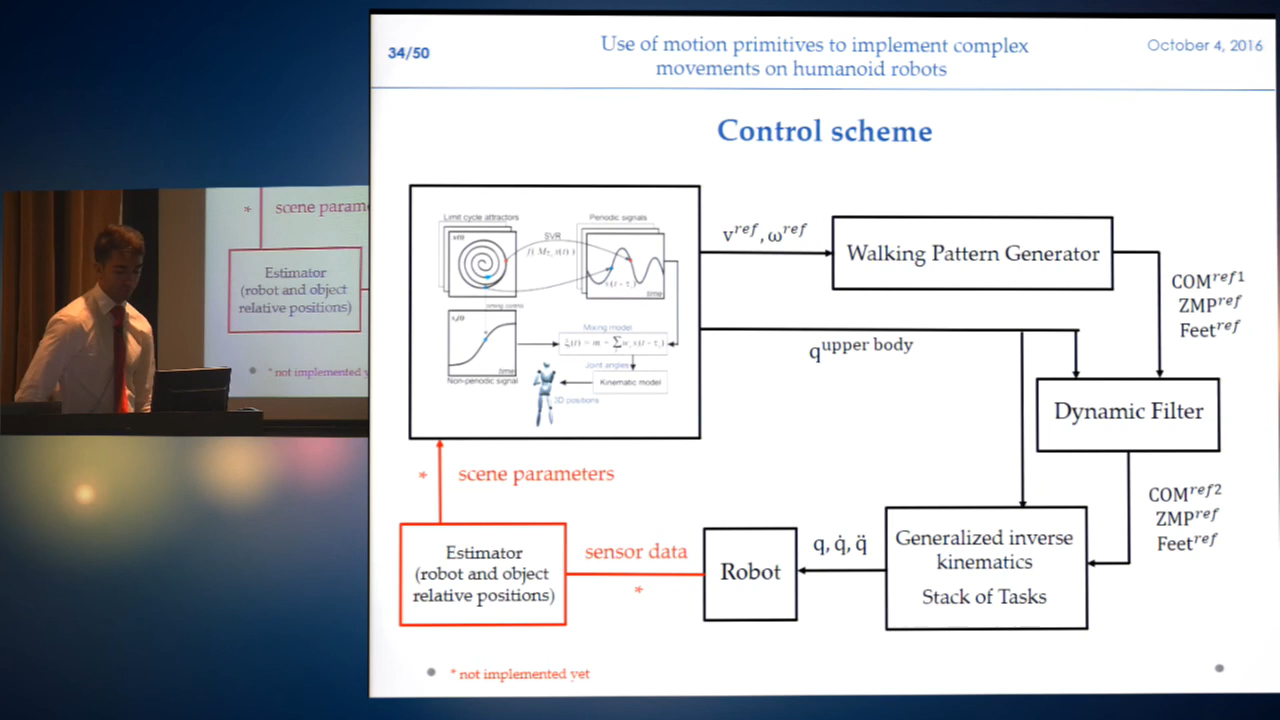 34/50
Use of motion primitives to implement complex
movements on humanoid robots
October 4, 2016
Control scheme
Limit cycle attractors
SVR
Periodic signals
time
timing control
Mixing model
time
Non-periodic signal
Joint angles
Kinematic model
3D positions
v^ref, ω^ref
Walking Pattern Generator
COM^ref1
ZMP^ref
Feet^ref
q^upper body
Dynamic Filter
COM^ref2
ZMP^ref
Feet^ref
* scene parameters
Estimator
(robot and object
relative positions)
sensor data
*
Robot
q, q̇, q̈
Generalized inverse
kinematics
Stack of Tasks
* not implemented yet
* scene param
Estimator
(robot and object
relative positions)
* not implemented y